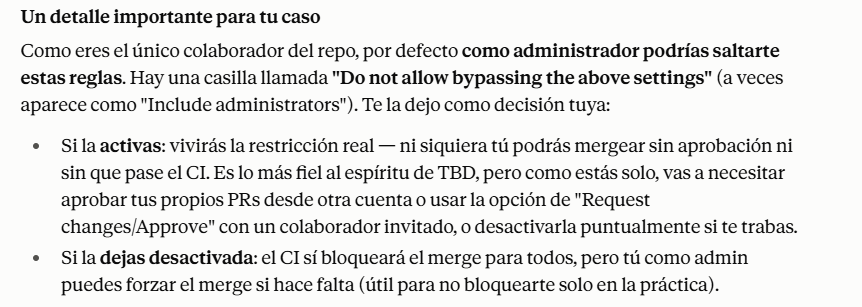 Un detalle importante para tu caso
Como eres el único colaborador del repo, por defecto como administrador podrías saltarte
estas reglas. Hay una casilla llamada "Do not allow bypassing the above settings" (a veces
aparece como "Include administrators"). Te la dejo como decisión tuya:
• Si la activas: vivirás la restricción real — ni siquiera tú podrás mergear sin aprobación ni
sin que pase el CI. Es lo más fiel al espíritu de TBD, pero como estás solo, vas a necesitar
aprobar tus propios PRs desde otra cuenta o usar la opción de "Request
changes/Approve" con un colaborador invitado, o desactivarla puntualmente si te trabas.
• Si la dejas desactivada: el CI sí bloqueará el merge para todos, pero tú como admin
puedes forzar el merge si hace falta (útil para no bloquearte solo en la práctica).